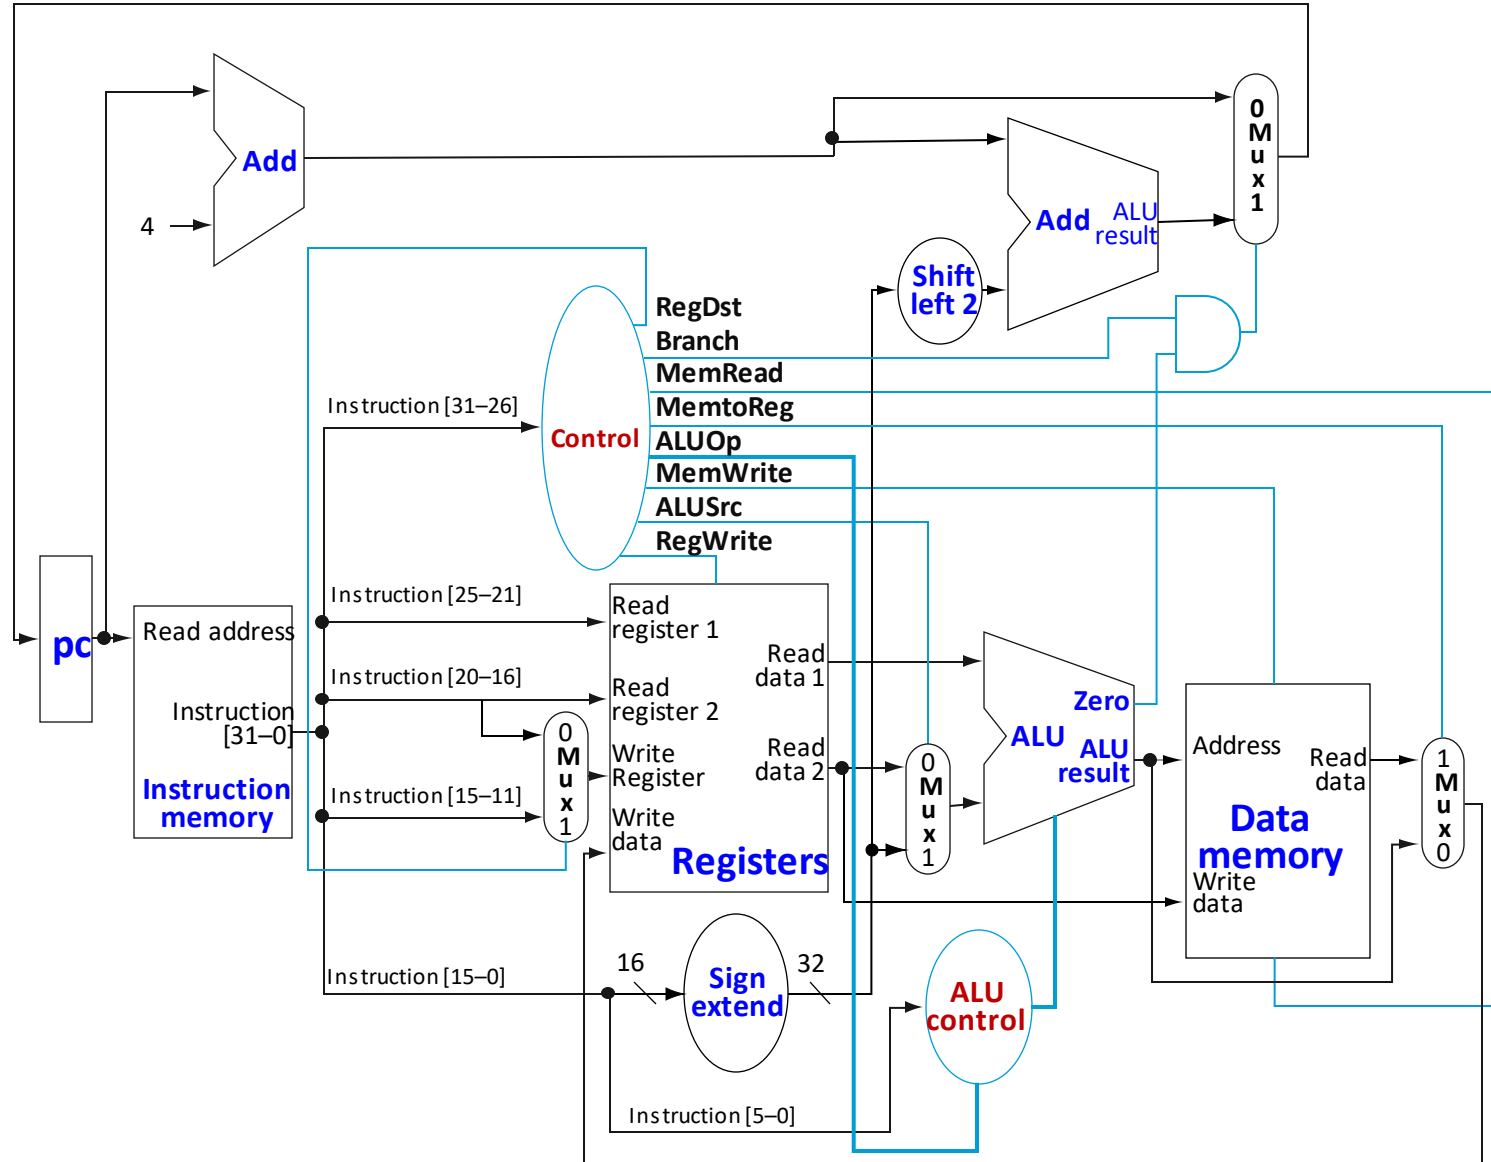 0
M
u
x
1
Add
4
Add
ALU
result
Shift
left 2
RegDst
Branch
MemRead
MemtoReg
ALUOp
MemWrite
ALUSrc
RegWrite
Control
Instruction [31–26]
Instruction [25–21]
Instruction [20–16]
Instruction [15–11]
Instruction [15–0]
Instruction [5–0]
pc
Read address
Instruction
[31–0]
Instruction
memory
0
M
u
x
1
Read
register 1
Read
register 2
Write
Register
Write
data
Read
data 1
Read
data 2
Registers
0
M
u
x
1
Zero
ALU
ALU
result
Address
Read
data
Data
memory
Write
data
1
M
u
x
0
16
Sign
extend
32
ALU
control